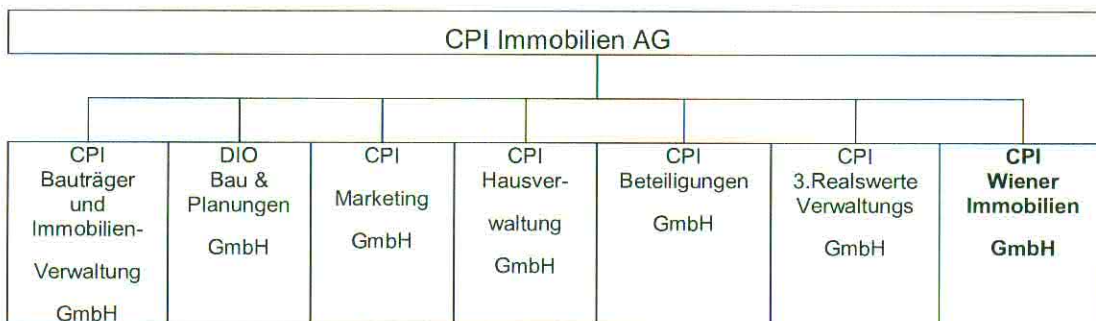 CPI Immobilien AG
CPI
Bauträger
und
Immobilien-
Verwaltung
GmbH
DIO
Bau &
Planungen
GmbH
CPI
Marketing
GmbH
CPI
Hausver-
waltung
GmbH
CPI
Beteiligungen
GmbH
CPI
3.Realswerte
Verwaltungs
GmbH
CPI
Wiener
Immobilien
GmbH